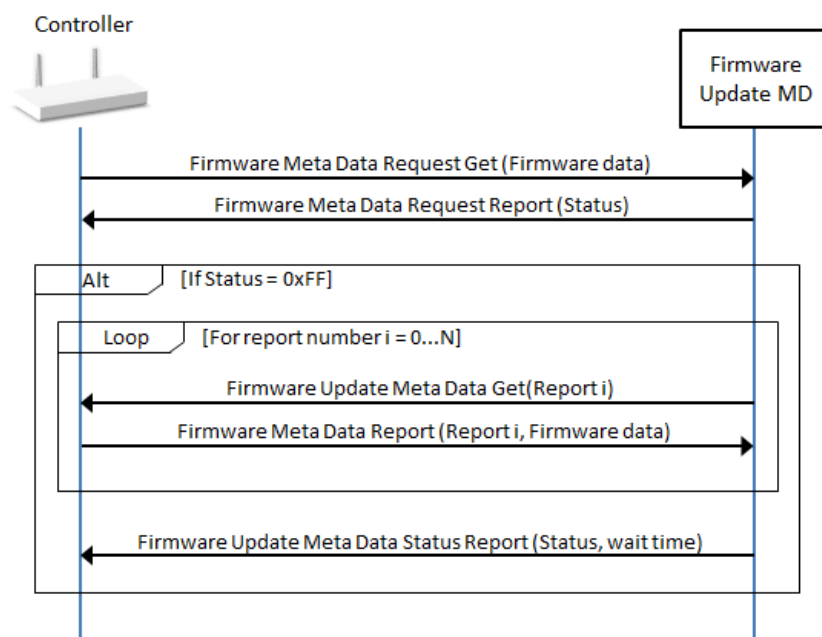 Controller
Firmware
Update MD
Firmware Meta Data Request Get (Firmware data)
Firmware Meta Data Request Report (Status)
Alt
[If Status = 0xFF]
Loop
[For report number i = 0...N]
Firmware Update Meta Data Get(Report i)
Firmware Meta Data Report (Report i, Firmware data)
Firmware Update Meta Data Status Report (Status, wait time)